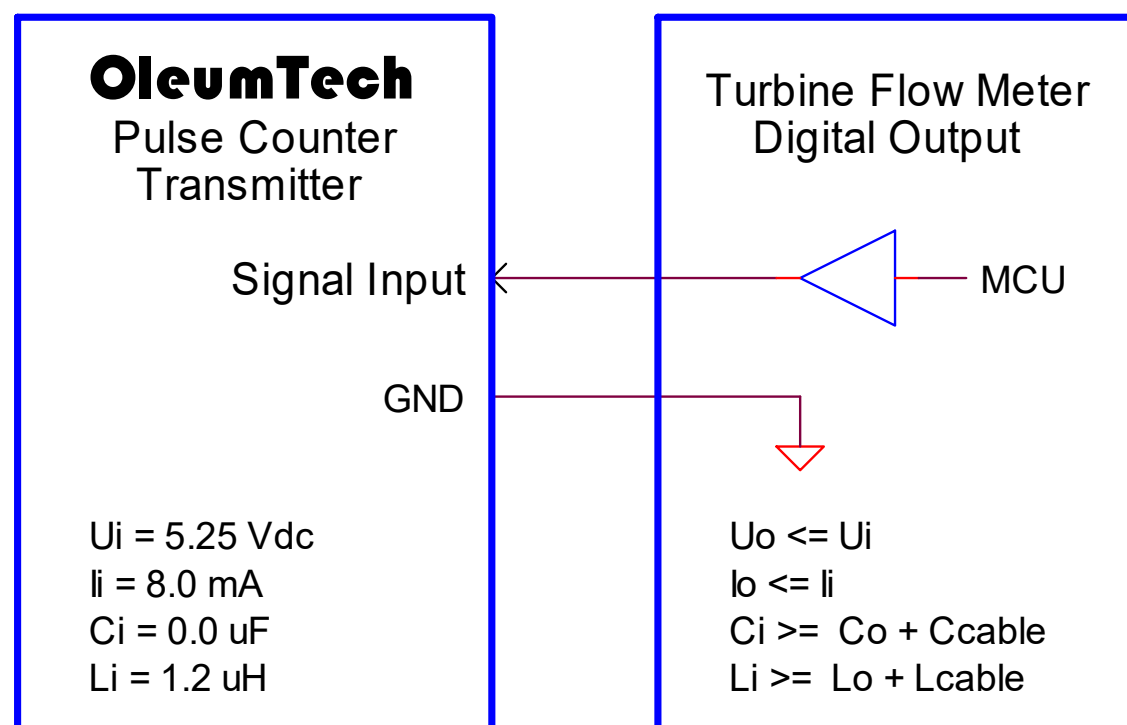 OleumTech
Pulse Counter
Transmitter
Signal Input
GND
Ui = 5.25 Vdc
Ii = 8.0 mA
Ci = 0.0 uF
Li = 1.2 uH
Turbine Flow Meter
Digital Output
MCU
Uo <= Ui
Io <= Ii
Ci >= Co + Ccable
Li >= Lo + Lcable